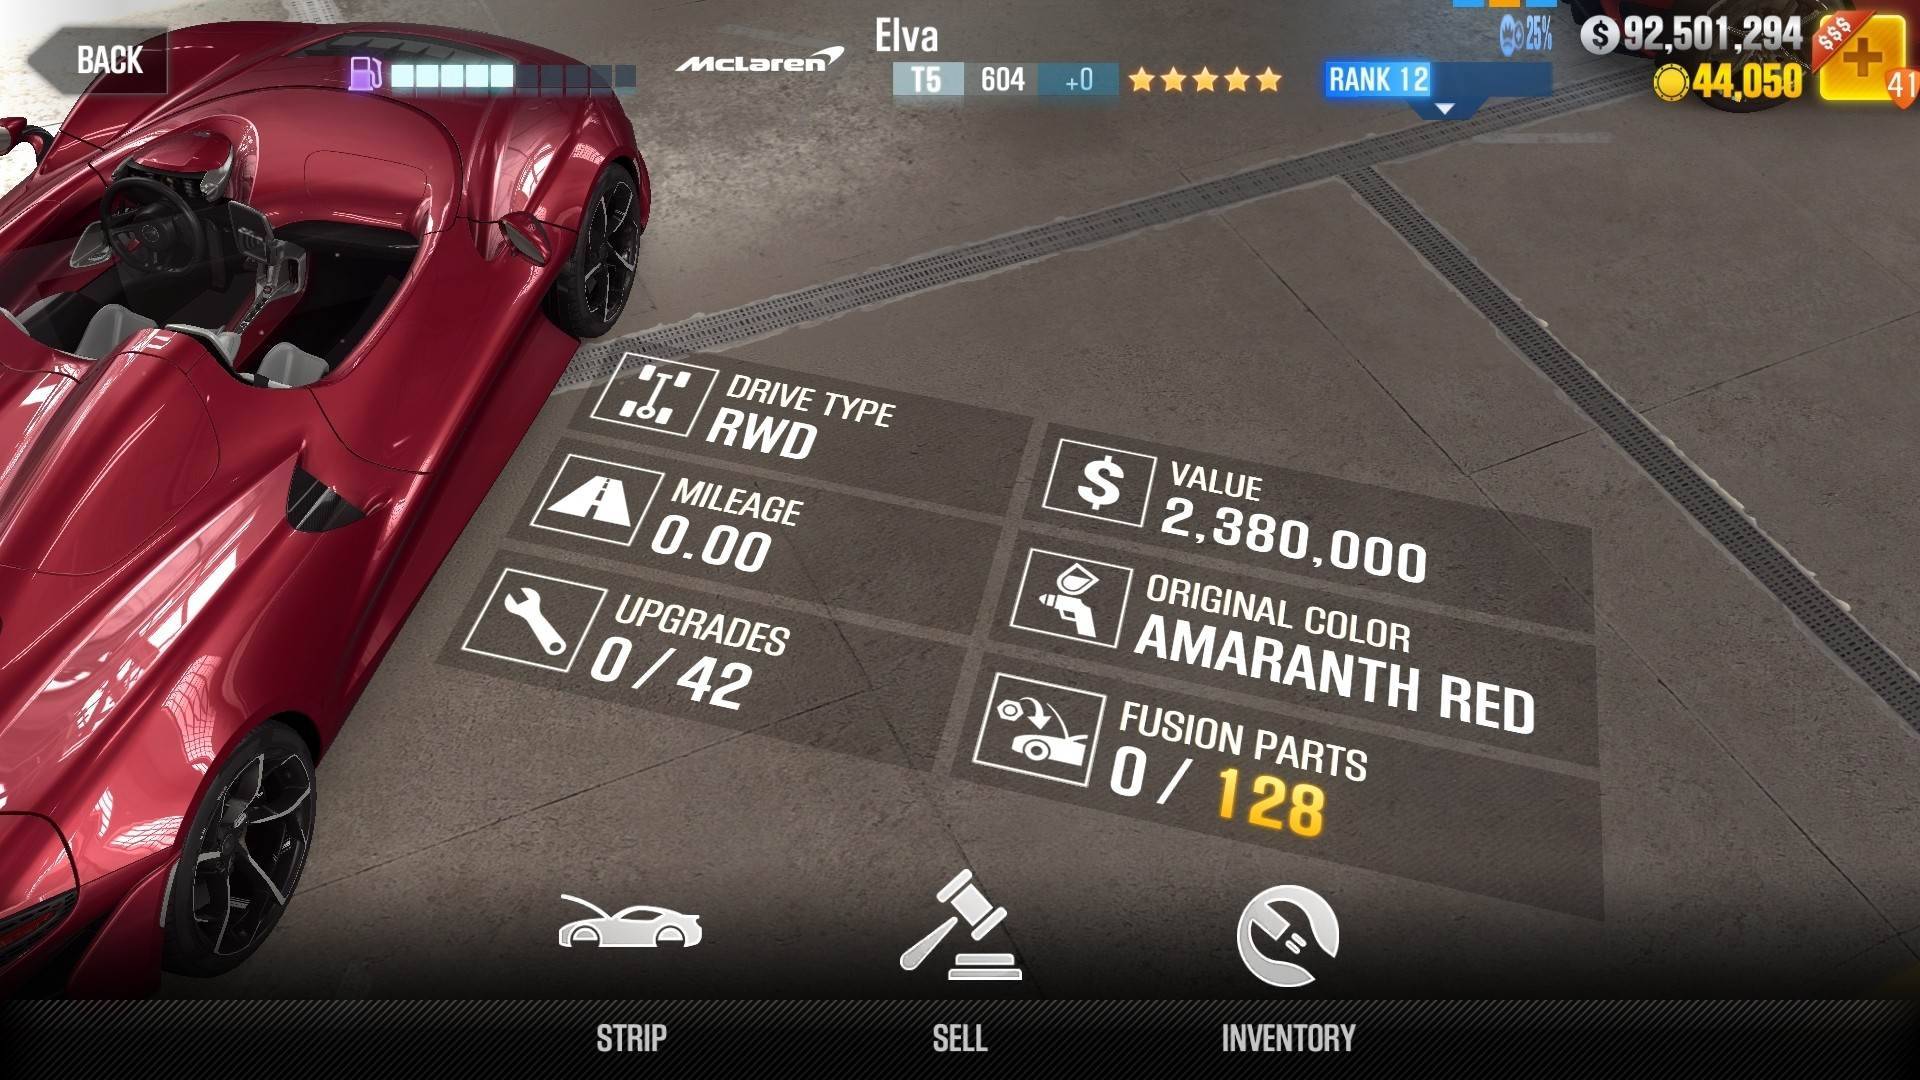 BACK
McLaren
Elva
T5 604 +0
RANK 12
25%
$ 92,501,294
44,050
$$$
41
DRIVE TYPE
RWD
MILEAGE
0.00
UPGRADES
0 / 42
$ VALUE
2,380,000
ORIGINAL COLOR
AMARANTH RED
FUSION PARTS
0 / 128
STRIP
SELL
INVENTORY